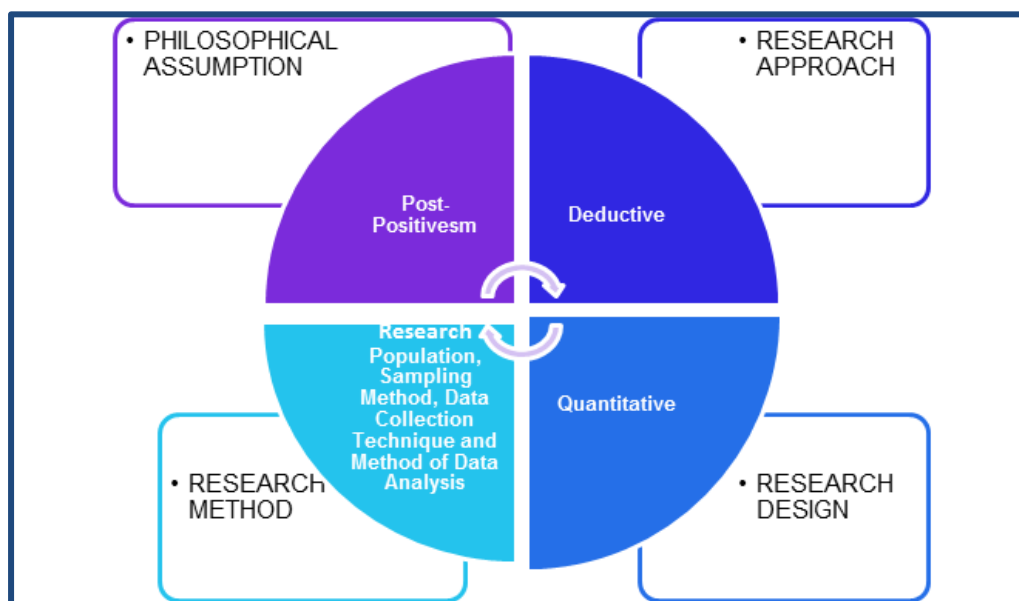 • PHILOSOPHICAL
ASSUMPTION
• RESEARCH
APPROACH
Post-
Positivesm
Deductive
Research
Population,
Sampling
Method, Data
Collection
Technique and
Method of Data
Analysis
Quantitative
• RESEARCH
METHOD
• RESEARCH
DESIGN